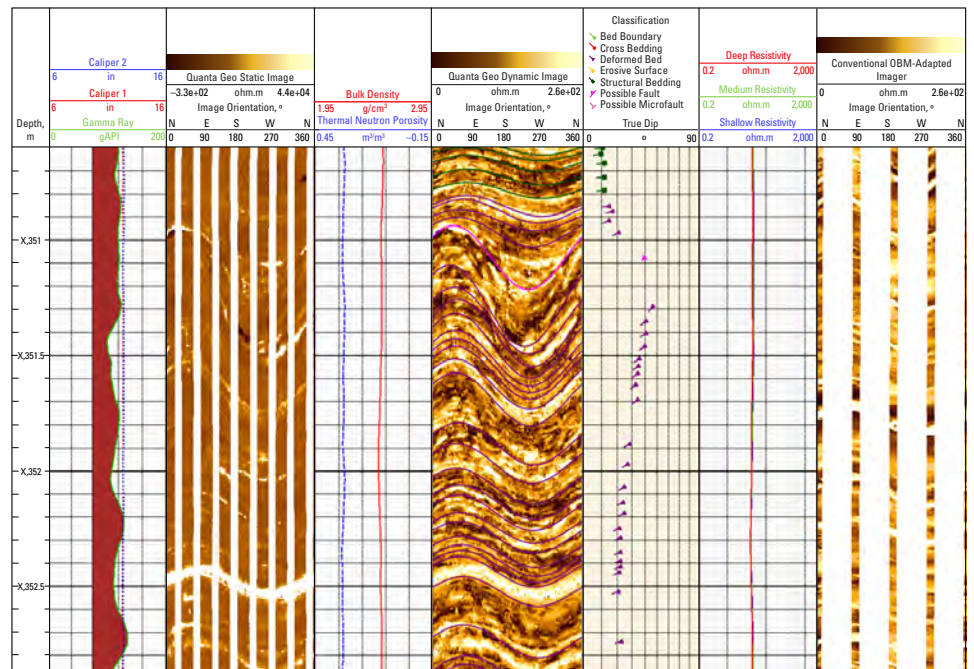 Caliper 2
6 in 16
Caliper 1
6 in 16
Gamma Ray
gAPI 200
Depth,
m
Quanta Geo Static Image
–3.3e+02 ohm.m 4.4e+04
Image Orientation, °
N E S W N
0 90 180 270 360
Bulk Density
1.95 g/cm³ 2.95
Thermal Neutron Porosity
0.45 m³/m³ –0.15
Quanta Geo Dynamic Image
0 ohm.m 2.6e+02
Image Orientation, °
N E S W N
0 90 180 270 360
Classification
Bed Boundary
Cross Bedding
Deformed Bed
Erosive Surface
Structural Bedding
Possible Fault
Possible Microfault
True Dip
0 ° 90
Deep Resistivity
0.2 ohm.m 2,000
Medium Resistivity
0.2 ohm.m 2,000
Shallow Resistivity
0.2 ohm.m 2,000
Conventional OBM-Adapted
Imager
0 ohm.m 2.6e+02
Image Orientation, °
N E S W N
0 90 180 270 360
X,351
X,351.5
X,352
X,352.5